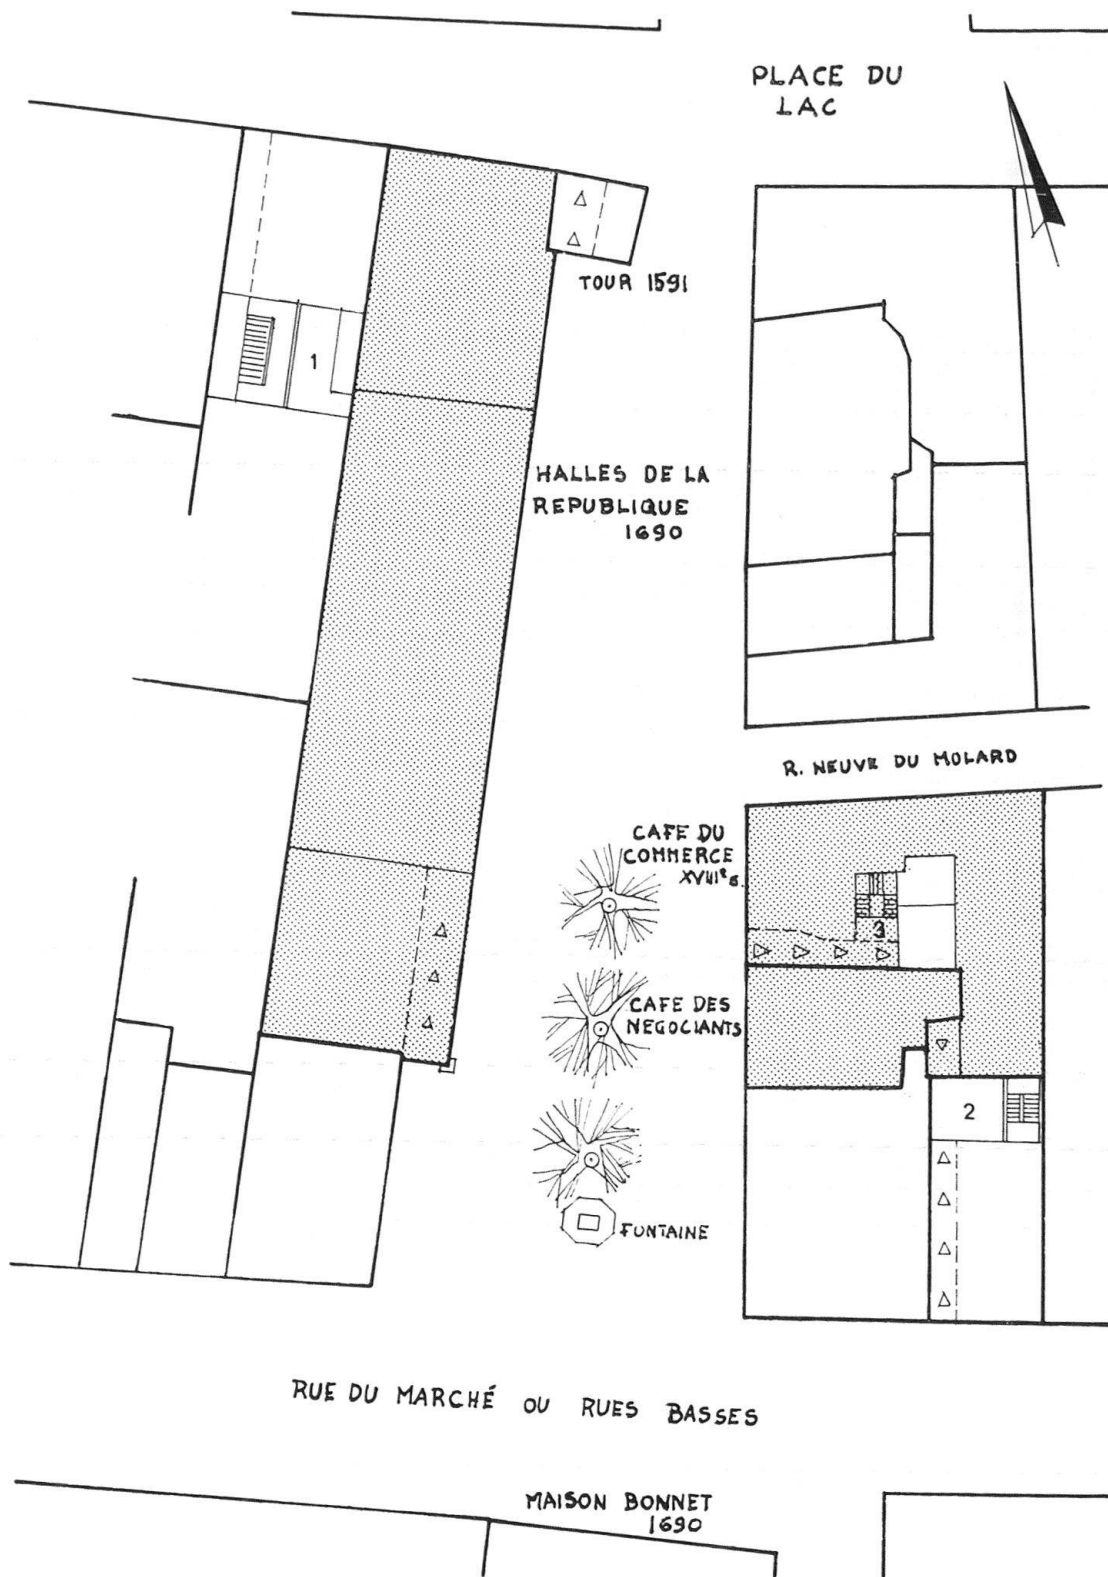 PLACE DU
LAC
TOUR 1591
1
HALLES DE LA
REPUBLIQUE
1690
R. NEUVE DU MOLARD
CAFE DU
COMMERCE
XVIIIe s.
3
CAFE DES
NEGOCIANTS
2
FONTAINE
RUE DU MARCHÉ OU RUES BASSES
MAISON BONNET
1690